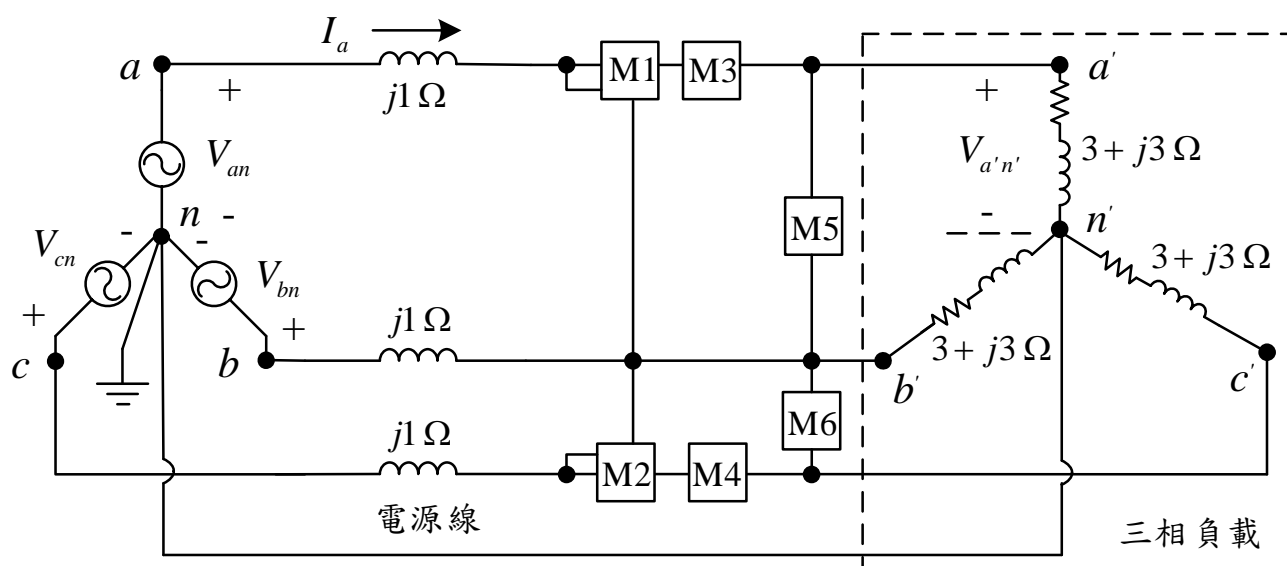 I_a
a
+
j1 Ω
M1
M3
+
a'
V_an
V_a'n'
3 + j3 Ω
n
-
M5
-
n'
V_cn
-
-
V_bn
3 + j3 Ω
+
+
j1 Ω
3 + j3 Ω
c
b
b'
c'
j1 Ω
M6
M2
M4
電源線
三相負載